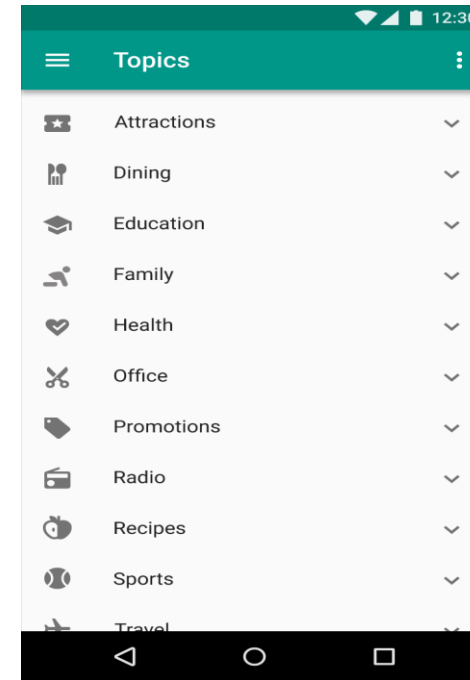 12:30
Topics
Attractions
Dining
Education
Family
Health
Office
Promotions
Radio
Recipes
Sports
Travel